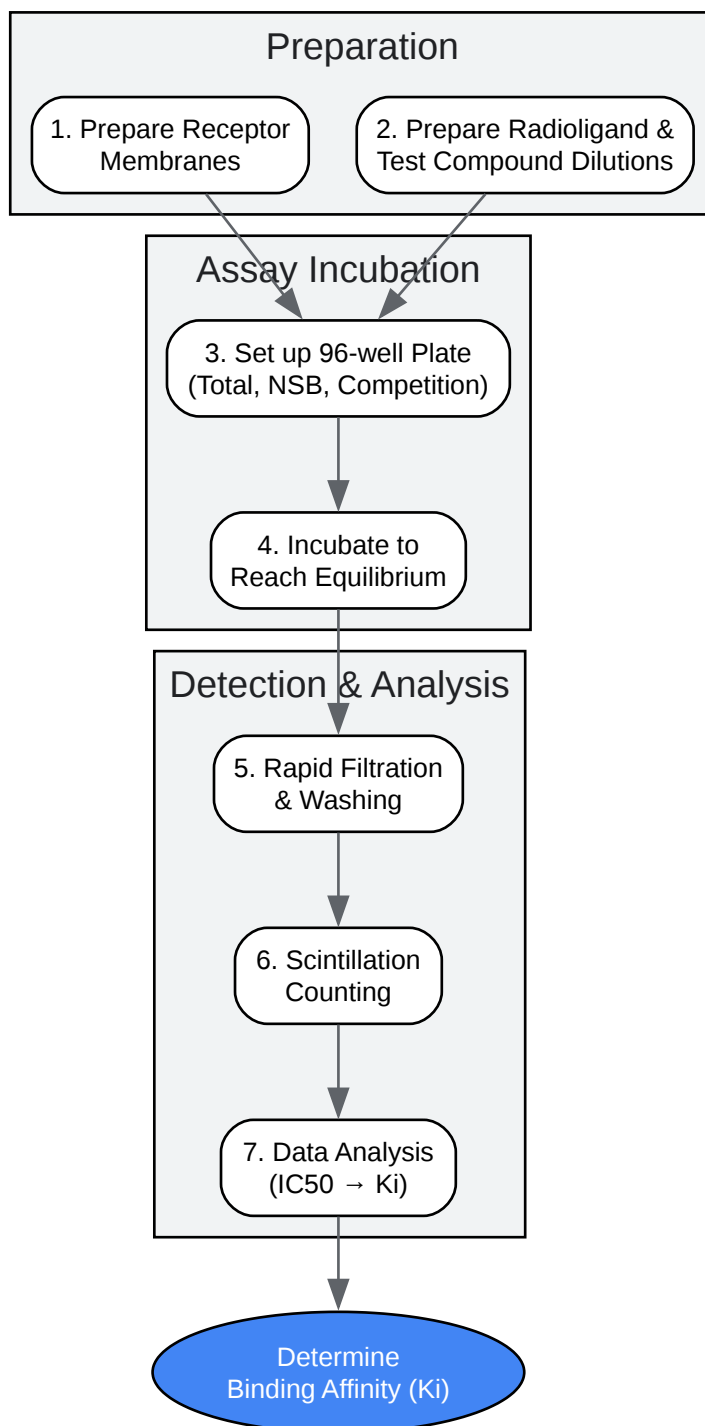 Preparation
1. Prepare Receptor
Membranes
2. Prepare Radioligand &
Test Compound Dilutions
Assay Incubation
3. Set up 96-well Plate
(Total, NSB, Competition)
4. Incubate to
Reach Equilibrium
Detection & Analysis
5. Rapid Filtration
& Washing
6. Scintillation
Counting
7. Data Analysis
(IC50 → Ki)
Determine
Binding Affinity (Ki)